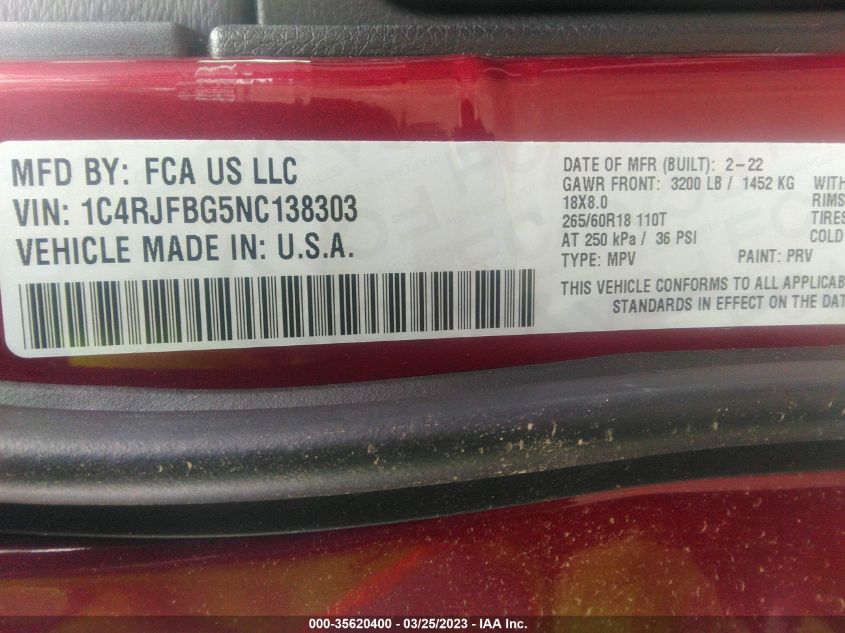 MFD BY: FCA US LLC
VIN: 1C4RJFBG5NC138303
VEHICLE MADE IN: U.S.A.
DATE OF MFR (BUILT): 2-22
GAWR FRONT: 3200 LB / 1452 KG WITH
18X8.0 RIMS
265/60R18 110T TIRES
AT 250 kPa / 36 PSI COLD
TYPE: MPV PAINT: PRV
THIS VEHICLE CONFORMS TO ALL APPLICAB
STANDARDS IN EFFECT ON THE DAT
000-35620400 - 03/25/2023 - IAA Inc.